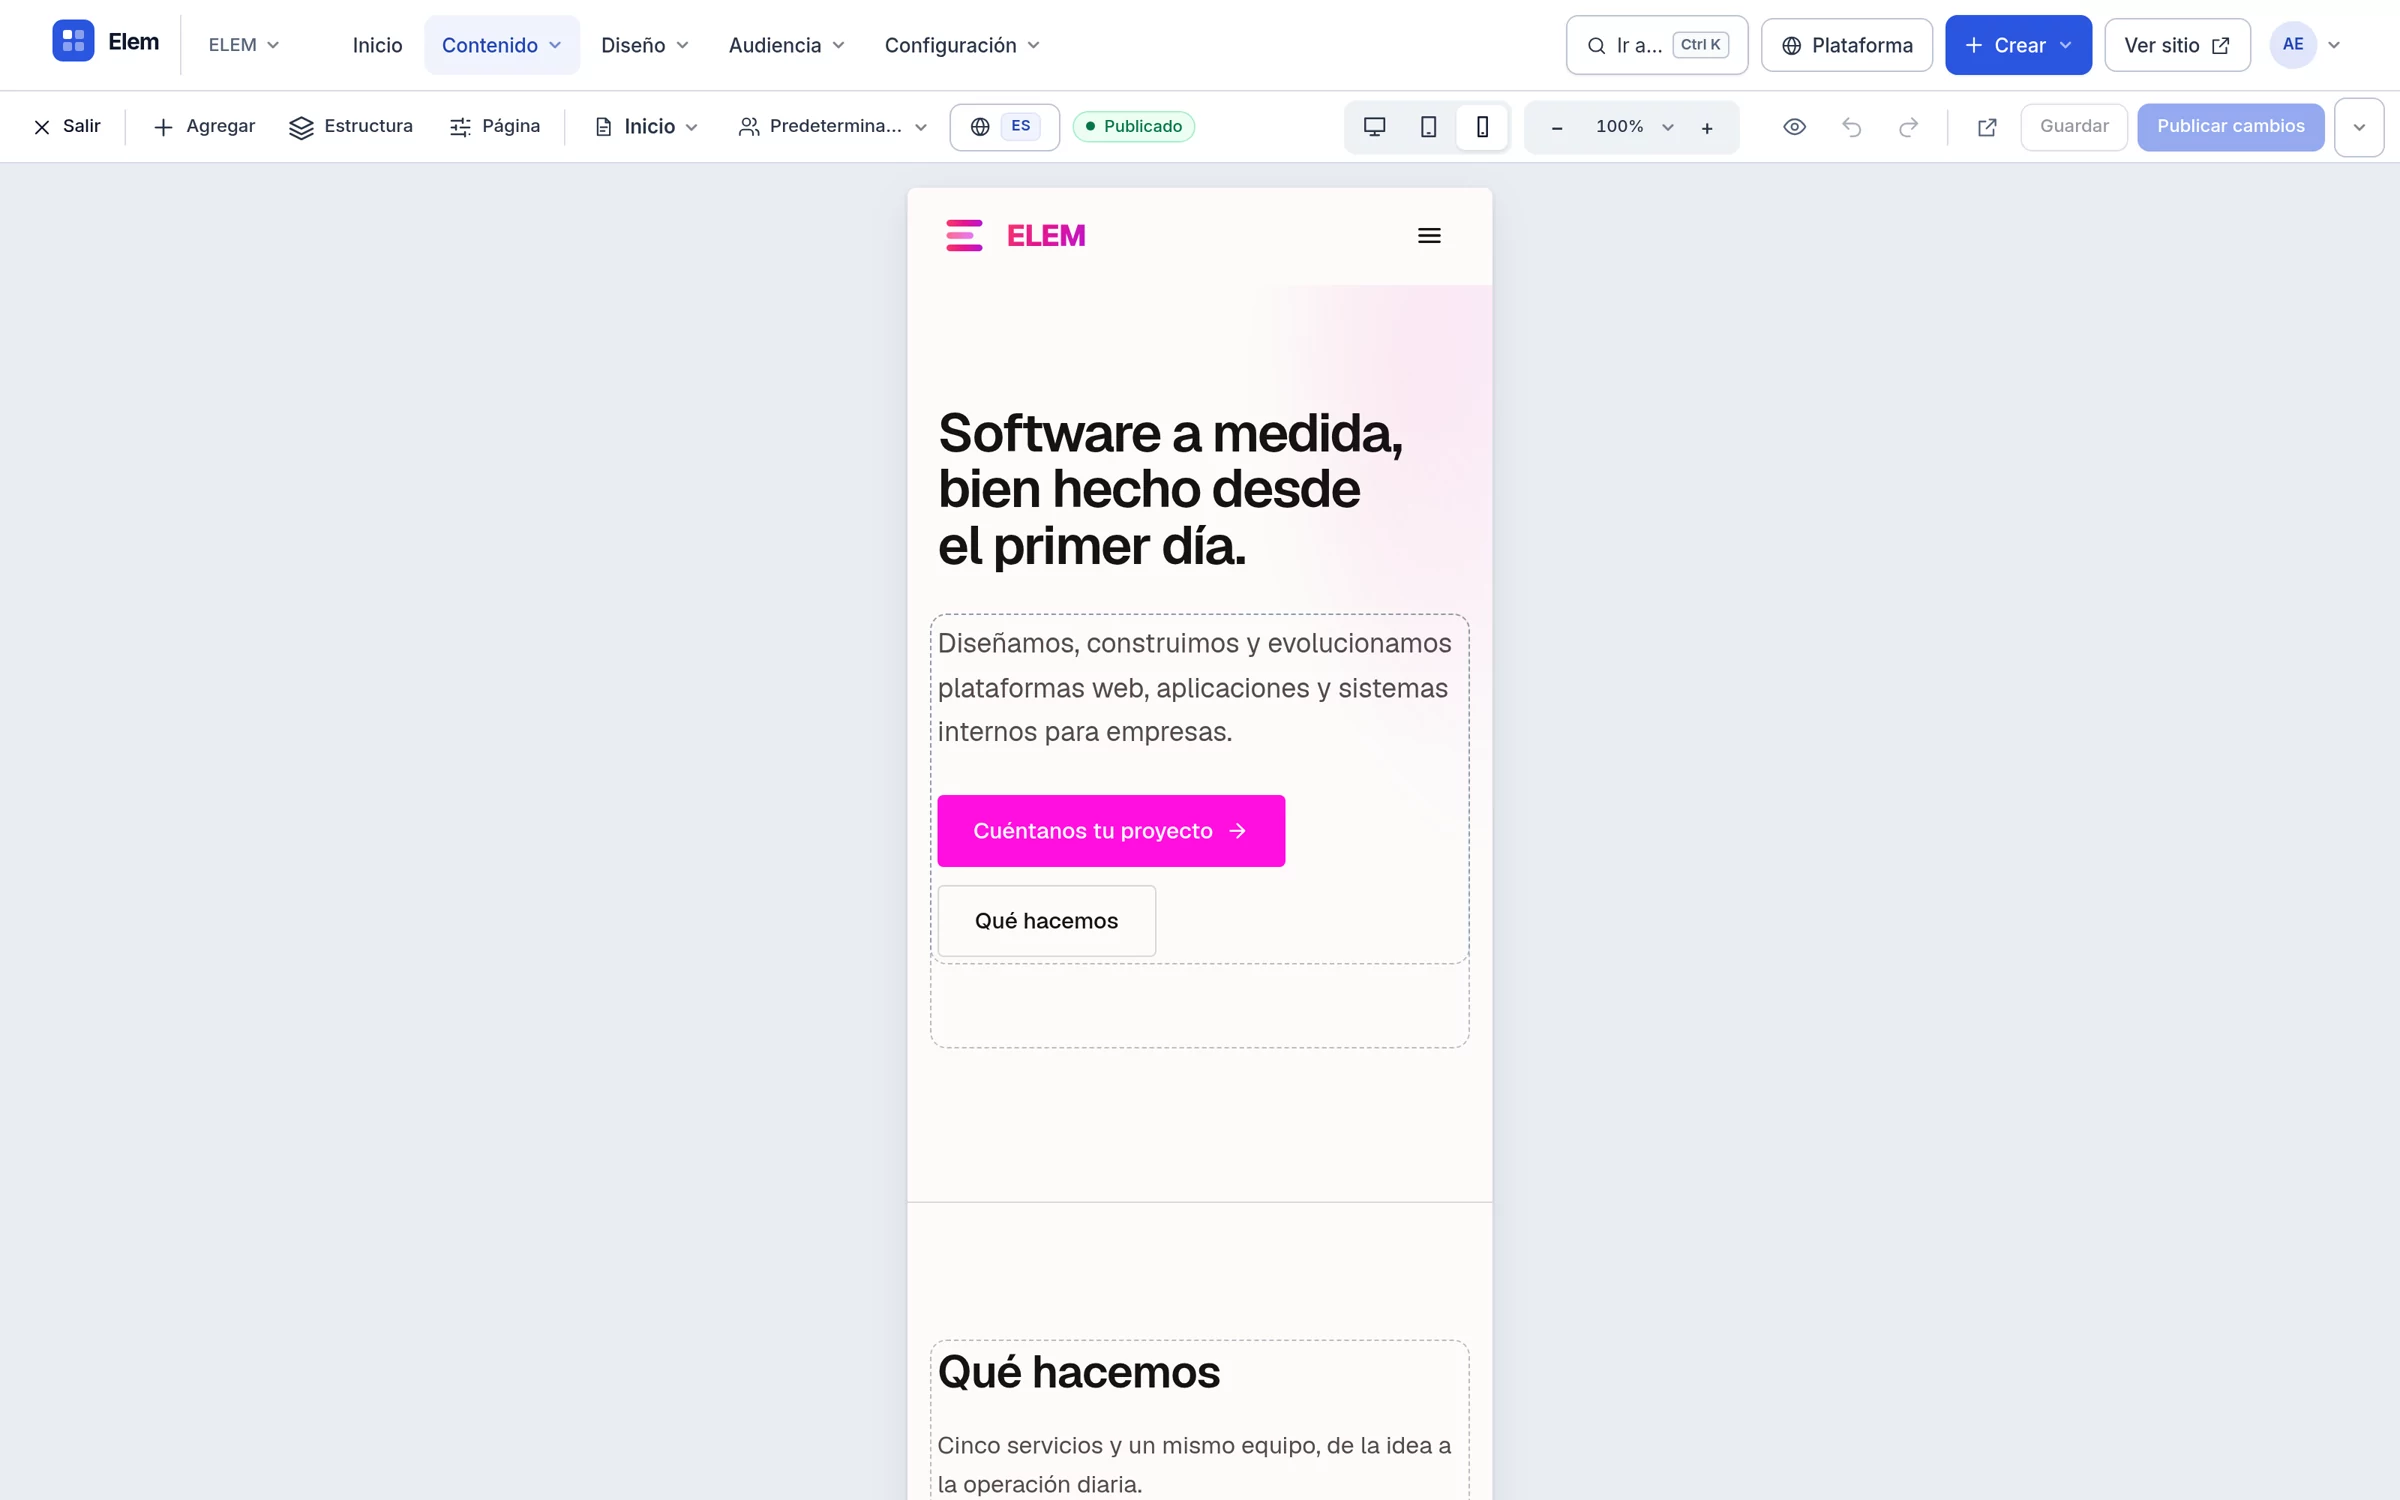 Elem
ELEM
Inicio
Contenido
Diseño
Audiencia
Configuración
Ir a...
Ctrl K
Plataforma
Crear
Ver sitio
AE
Salir
Agregar
Estructura
Página
Inicio
Predetermina...
ES
Publicado
100%
Guardar
Publicar cambios
ELEM
Software a medida,
bien hecho desde
el primer día.
Diseñamos, construimos y evolucionamos
plataformas web, aplicaciones y sistemas
internos para empresas.
Cuéntanos tu proyecto
Qué hacemos
Qué hacemos
Cinco servicios y un mismo equipo, de la idea a
la operación diaria.